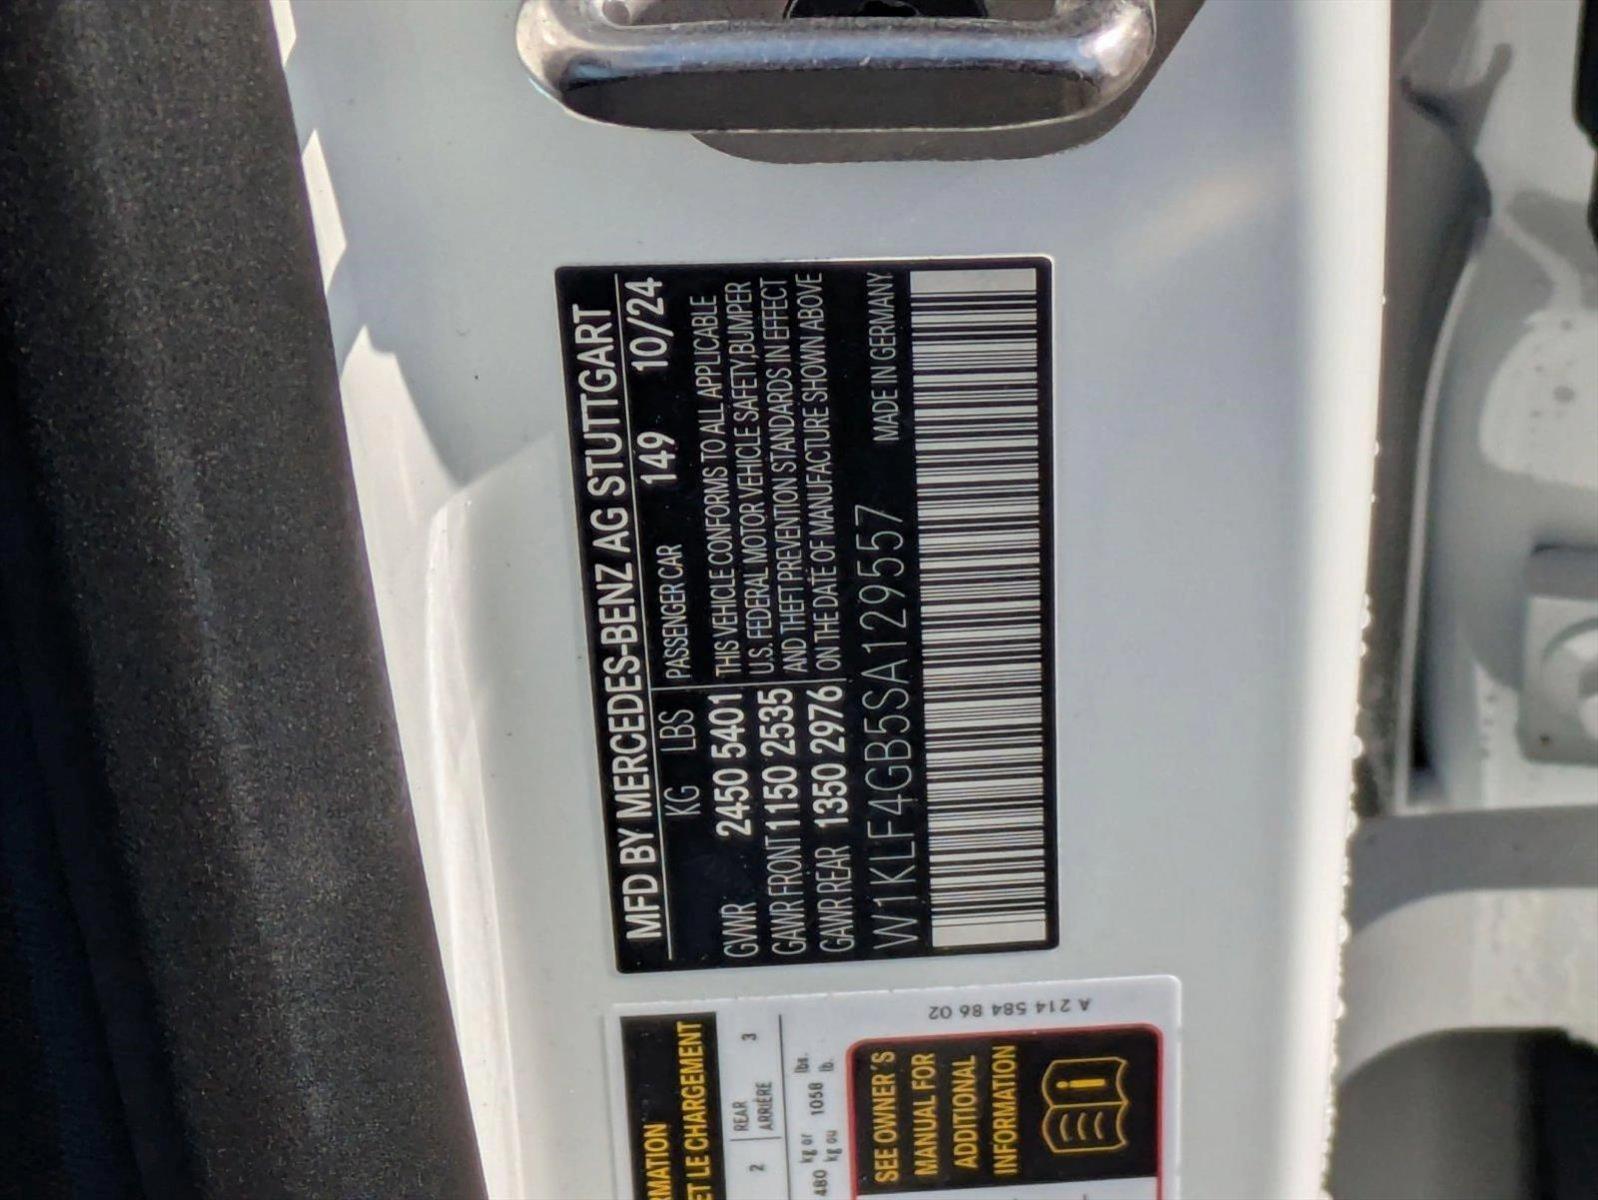 MFD BY MERCEDES-BENZ AG STUTTGART
KG LBS PASSENGER CAR 149 10/24
GVWR 2450 5401
GAWR FRONT 1150 2535
GAWR REAR 1350 2976
THIS VEHICLE CONFORMS TO ALL APPLICABLE
U.S. FEDERAL MOTOR VEHICLE SAFETY, BUMPER
AND THEFT PREVENTION STANDARDS IN EFFECT
ON THE DATE OF MANUFACTURE SHOWN ABOVE
MADE IN GERMANY
W1KLF4GB5SA129557
ET LE CHARGEMENT
2 REAR 3
ARRIÈRE
480 kg or 1058 lbs.
kg ou lb.
SEE OWNER'S
MANUAL FOR
ADDITIONAL
INFORMATION
A 214 584 86 02